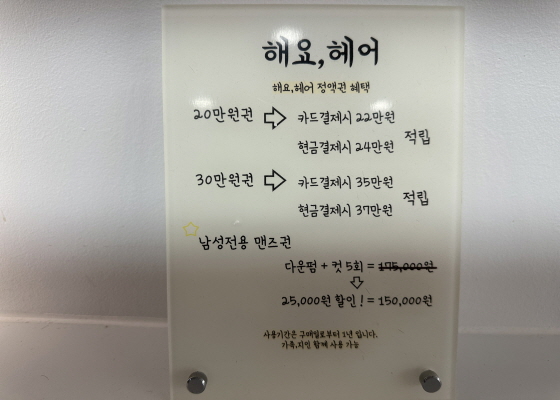 해요,헤어
해요,헤어 정액권 혜택
20만원권 ⇨ 카드결제시 22만원
현금결제시 24만원 적립
30만원권 ⇨ 카드결제시 35만원
현금결제시 37만원 적립
☆ 남성전용 맨즈권
다운펌 + 컷 5회 = 175,000원
⇩
25,000원 할인! = 150,000원
사용기간은 구매일로부터 1년 입니다.
가족,지인 함께 사용 가능